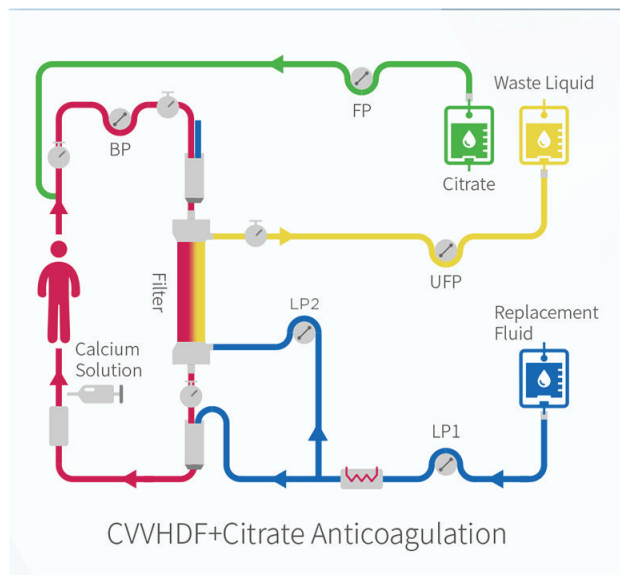 FP
Waste Liquid
BP
Citrate
UFP
Filter
LP2
Replacement
Fluid
Calcium
Solution
LP1
CVVHDF+Citrate Anticoagulation